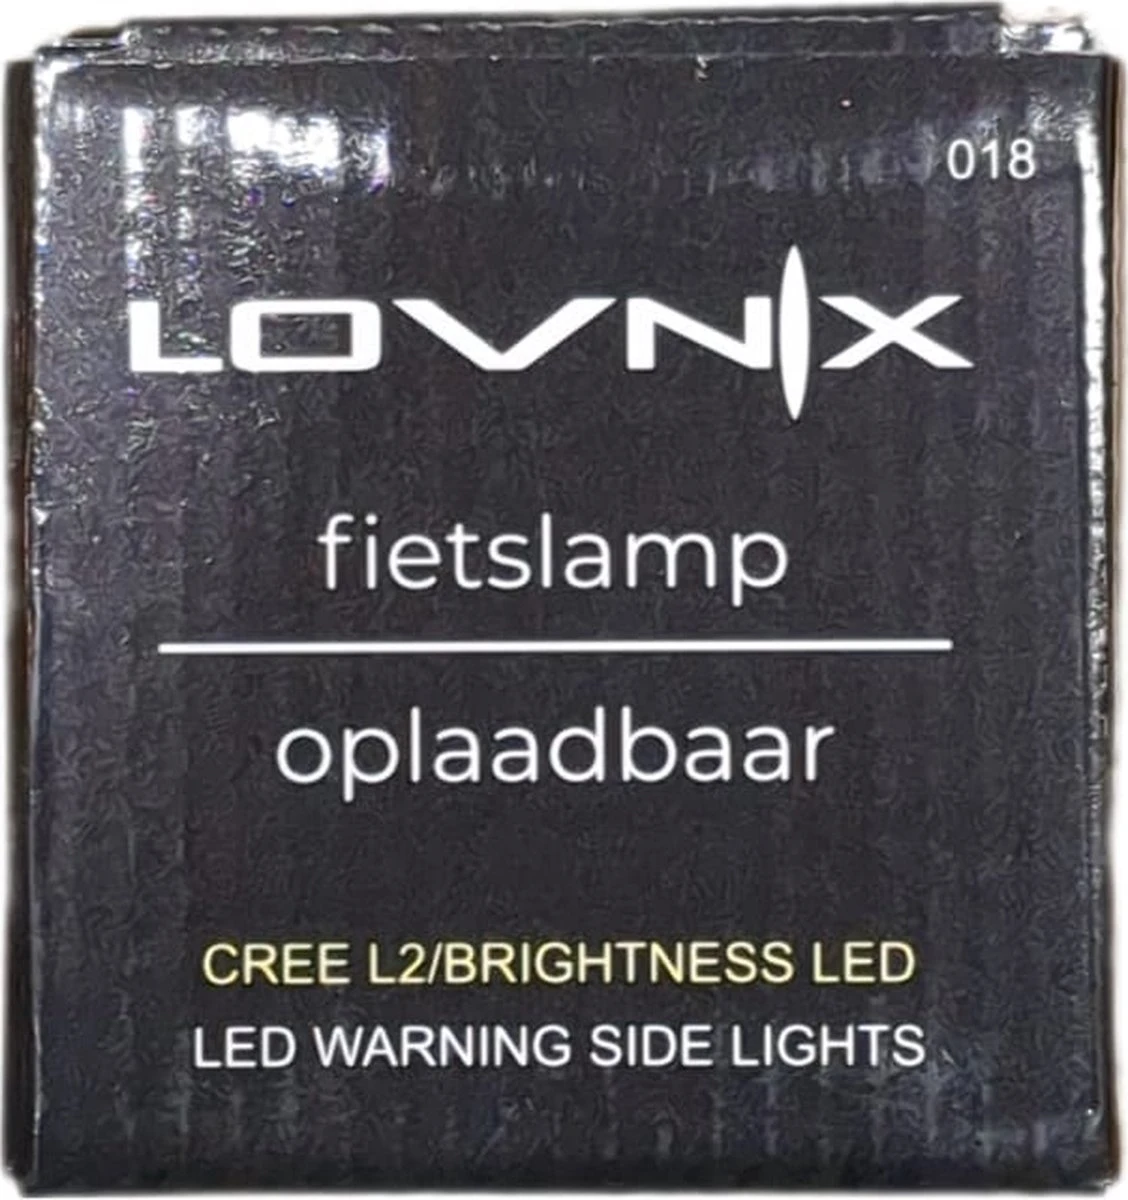 018
LOVNIX
fietslamp
oplaadbaar
CREE L2/BRIGHTNESS LED
LED WARNING SIDE LIGHTS